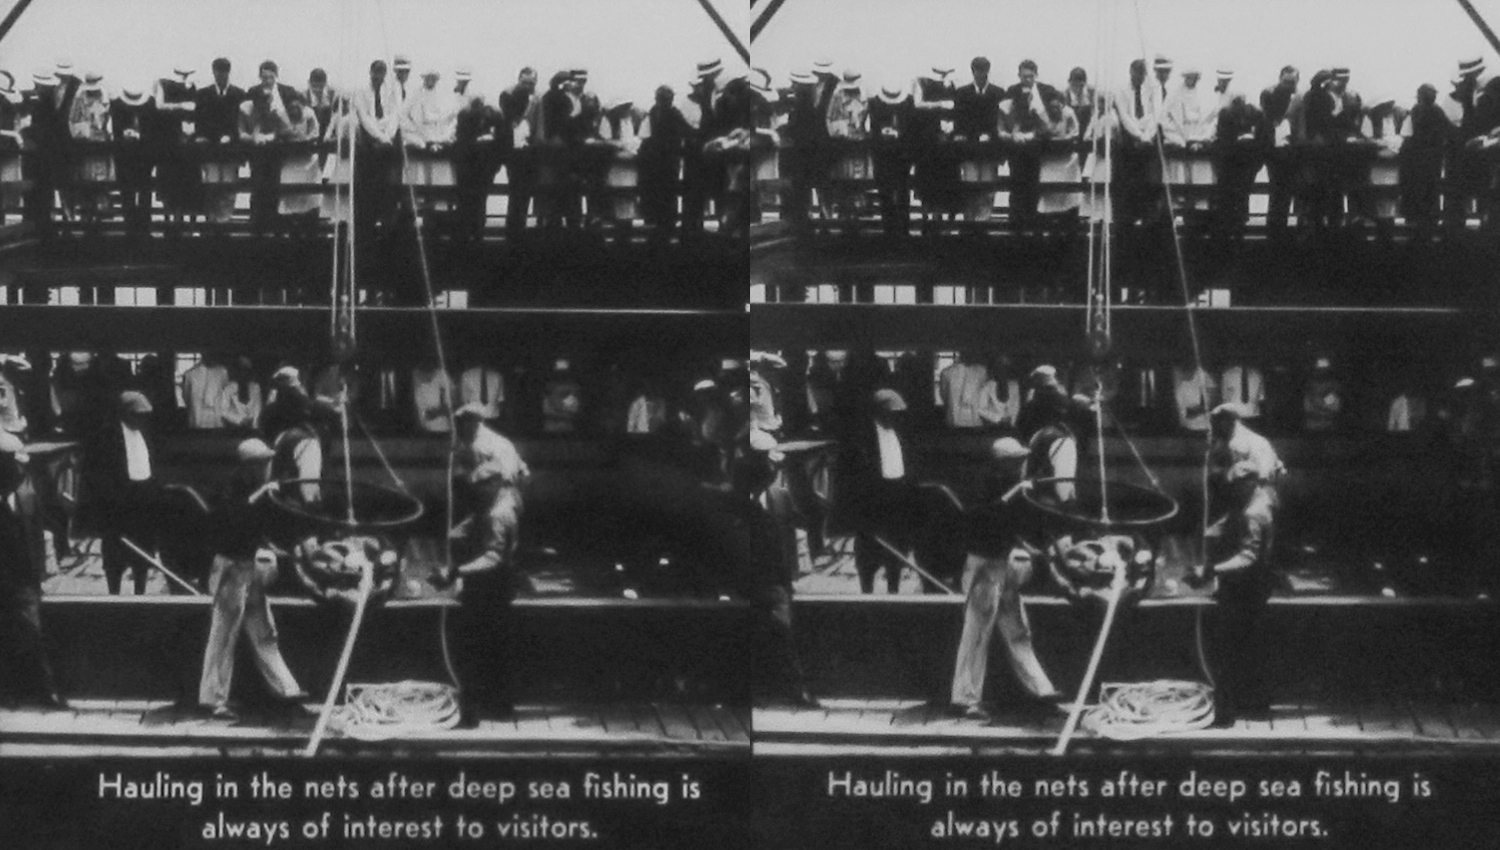 Hauling in the nets after deep sea fishing is
always of interest to visitors.
Hauling in the nets after deep sea fishing is
always of interest to visitors.